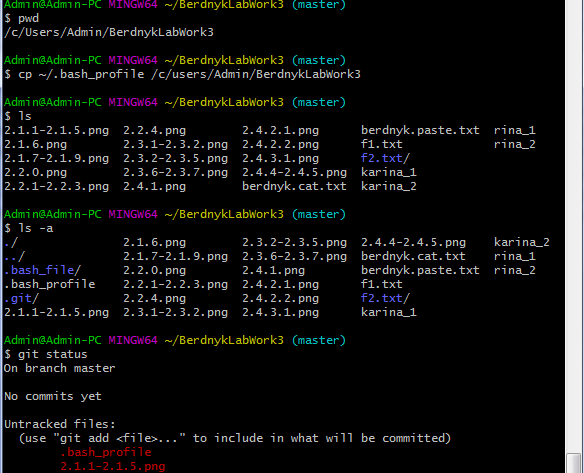 Admin@Admin-PC MINGW64 ~/BerdnykLabWork3 (master)
$ pwd
/c/Users/Admin/BerdnykLabWork3
Admin@Admin-PC MINGW64 ~/BerdnykLabWork3 (master)
$ cp ~/.bash_profile /c/users/Admin/BerdnykLabWork3
Admin@Admin-PC MINGW64 ~/BerdnykLabWork3 (master)
$ ls
2.1.1-2.1.5.png 2.2.4.png 2.4.2.1.png berdnyk.paste.txt rina_1
2.1.6.png 2.3.1-2.3.2.png 2.4.2.2.png f1.txt rina_2
2.1.7-2.1.9.png 2.3.2-2.3.5.png 2.4.3.1.png f2.txt/
2.2.0.png 2.3.6-2.3.7.png 2.4.4-2.4.5.png karina_1
2.2.1-2.2.3.png 2.4.1.png berdnyk.cat.txt karina_2
Admin@Admin-PC MINGW64 ~/BerdnykLabWork3 (master)
$ ls -a
./ 2.1.6.png 2.3.2-2.3.5.png 2.4.4-2.4.5.png karina_2
../ 2.1.7-2.1.9.png 2.3.6-2.3.7.png berdnyk.cat.txt rina_1
.bash_file/ 2.2.0.png 2.4.1.png berdnyk.paste.txt rina_2
.bash_profile 2.2.1-2.2.3.png 2.4.2.1.png f1.txt
.git/ 2.2.4.png 2.4.2.2.png f2.txt/
2.1.1-2.1.5.png 2.3.1-2.3.2.png 2.4.3.1.png karina_1
Admin@Admin-PC MINGW64 ~/BerdnykLabWork3 (master)
$ git status
On branch master
No commits yet
Untracked files:
(use "git add <file>..." to include in what will be committed)
.bash_profile
2.1.1-2.1.5.png